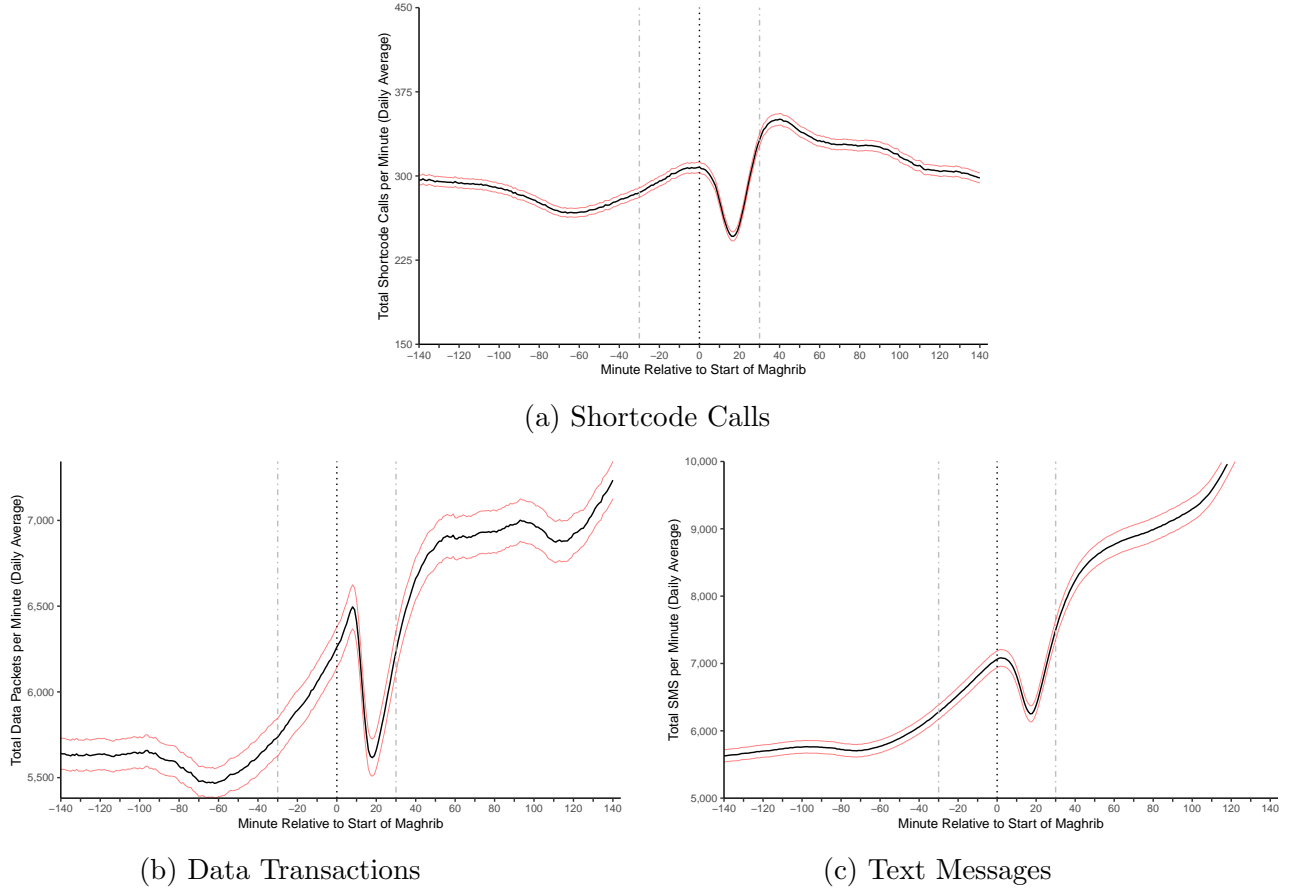 Total Shortcode Calls per Minute (Daily Average)
450
375
300
225
150
−140 −120 −100 −80 −60 −40 −20 0 20 40 60 80 100 120 140
Minute Relative to Start of Maghrib
(a) Shortcode Calls
Total Data Packets per Minute (Daily Average)
7,000
6,500
6,000
5,500
−140 −120 −100 −80 −60 −40 −20 0 20 40 60 80 100 120 140
Minute Relative to Start of Maghrib
(b) Data Transactions
Total SMS per Minute (Daily Average)
10,000
9,000
8,000
7,000
6,000
5,000
−140 −120 −100 −80 −60 −40 −20 0 20 40 60 80 100 120 140
Minute Relative to Start of Maghrib
(c) Text Messages